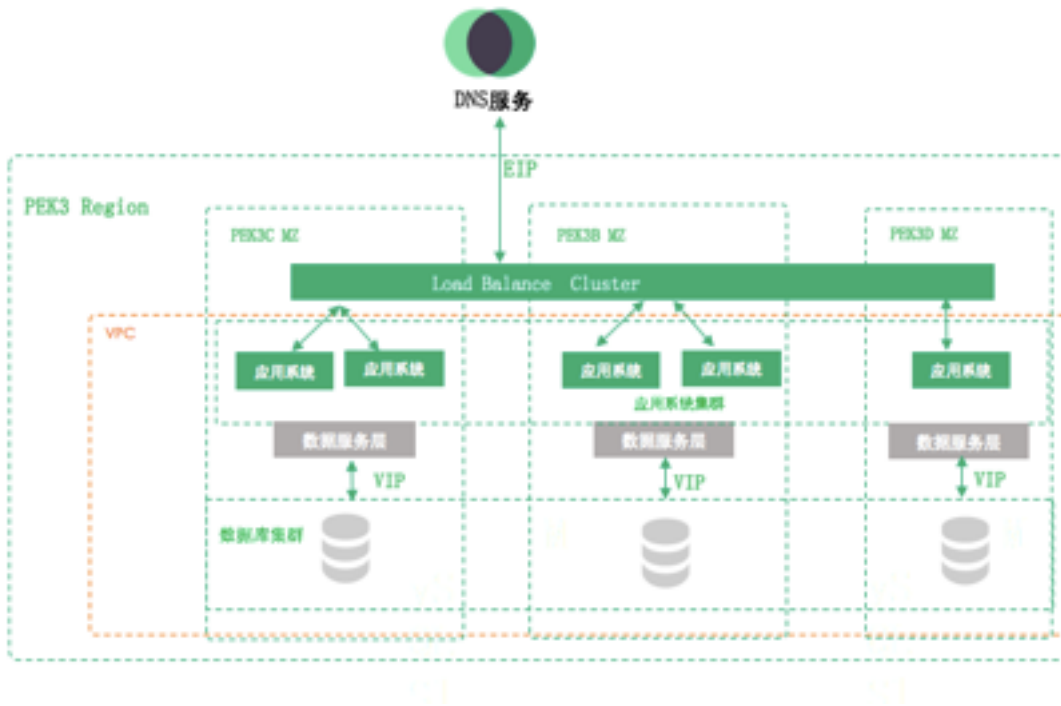 DNS服务
EIP
PEK3 Region
PEK3C MZ
PEK3B MZ
PEK3D MZ
Load Balance Cluster
VPC
应用系统
应用系统
应用系统
应用系统
应用系统
应用系统集群
数据服务层
数据服务层
数据服务层
VIP
VIP
VIP
数据库集群